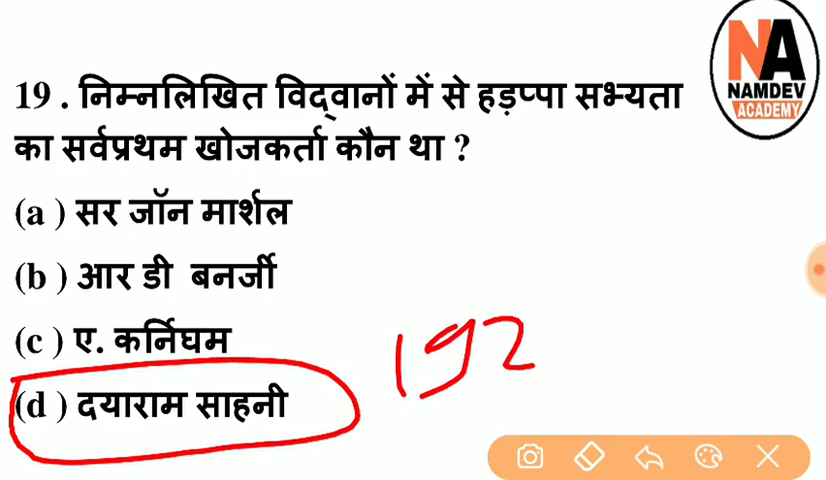 NA
NAMDEV
ACADEMY
19 . निम्नलिखित विद्वानों में से हड़प्पा सभ्यता
का सर्वप्रथम खोजकर्ता कौन था ?
(a ) सर जॉन मार्शल
(b ) आर डी बनर्जी
(c ) ए. कर्निघम
(d ) दयाराम साहनी
192